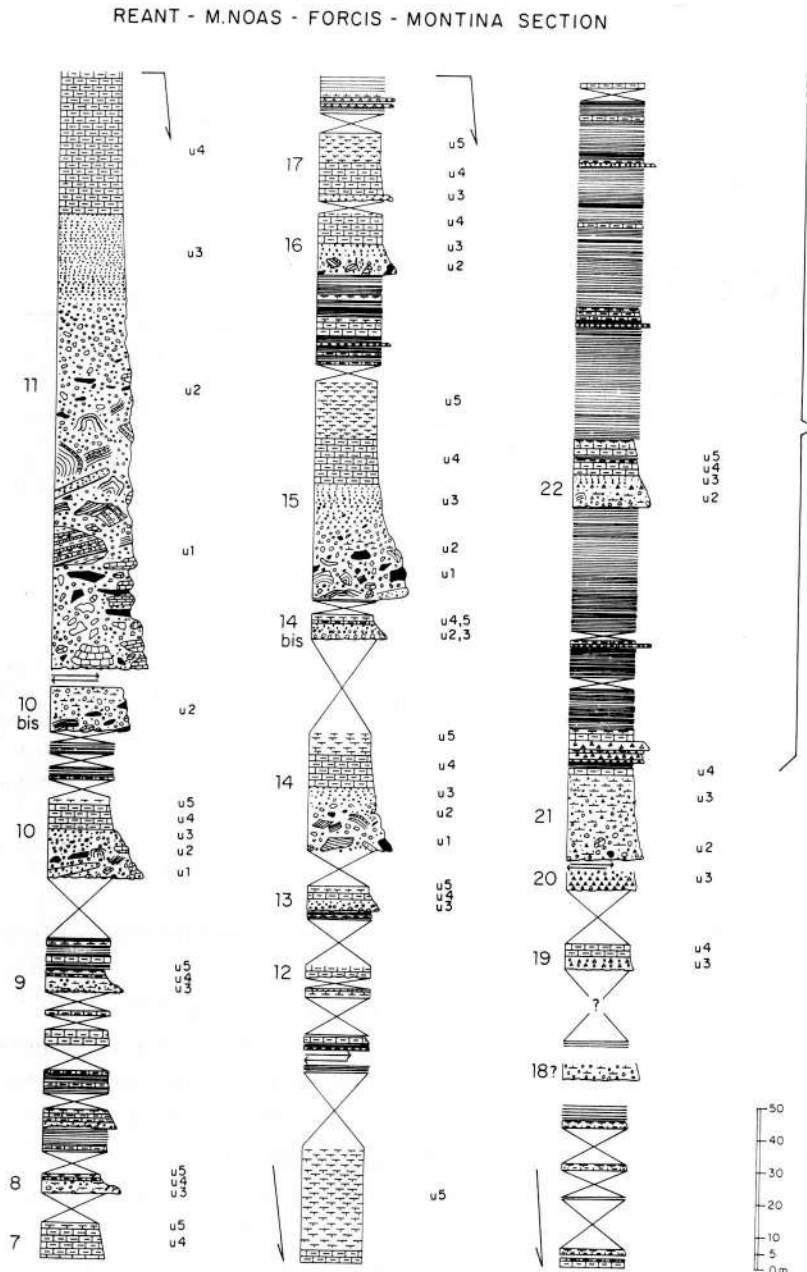 REANT - M.NOAS - FORCIS - MONTINA SECTION
u4
u3
11
u2
u1
10
bis
u2
10
u5
u4
u3
u2
u1
9
u5
u4
u3
8
u5
u4
u3
7
u5
u4
17
u5
u4
u3
16
u4
u3
u2
15
u5
u4
u3
u2
u1
14
bis
u4,5
u2,3
14
u5
u4
u3
u2
u1
13
u5
u4
u3
12
u5
22
u5
u4
u3
u2
21
u4
u3
u2
20
u3
19
u4
u3
?
18?
50
40
30
20
10
5
0m